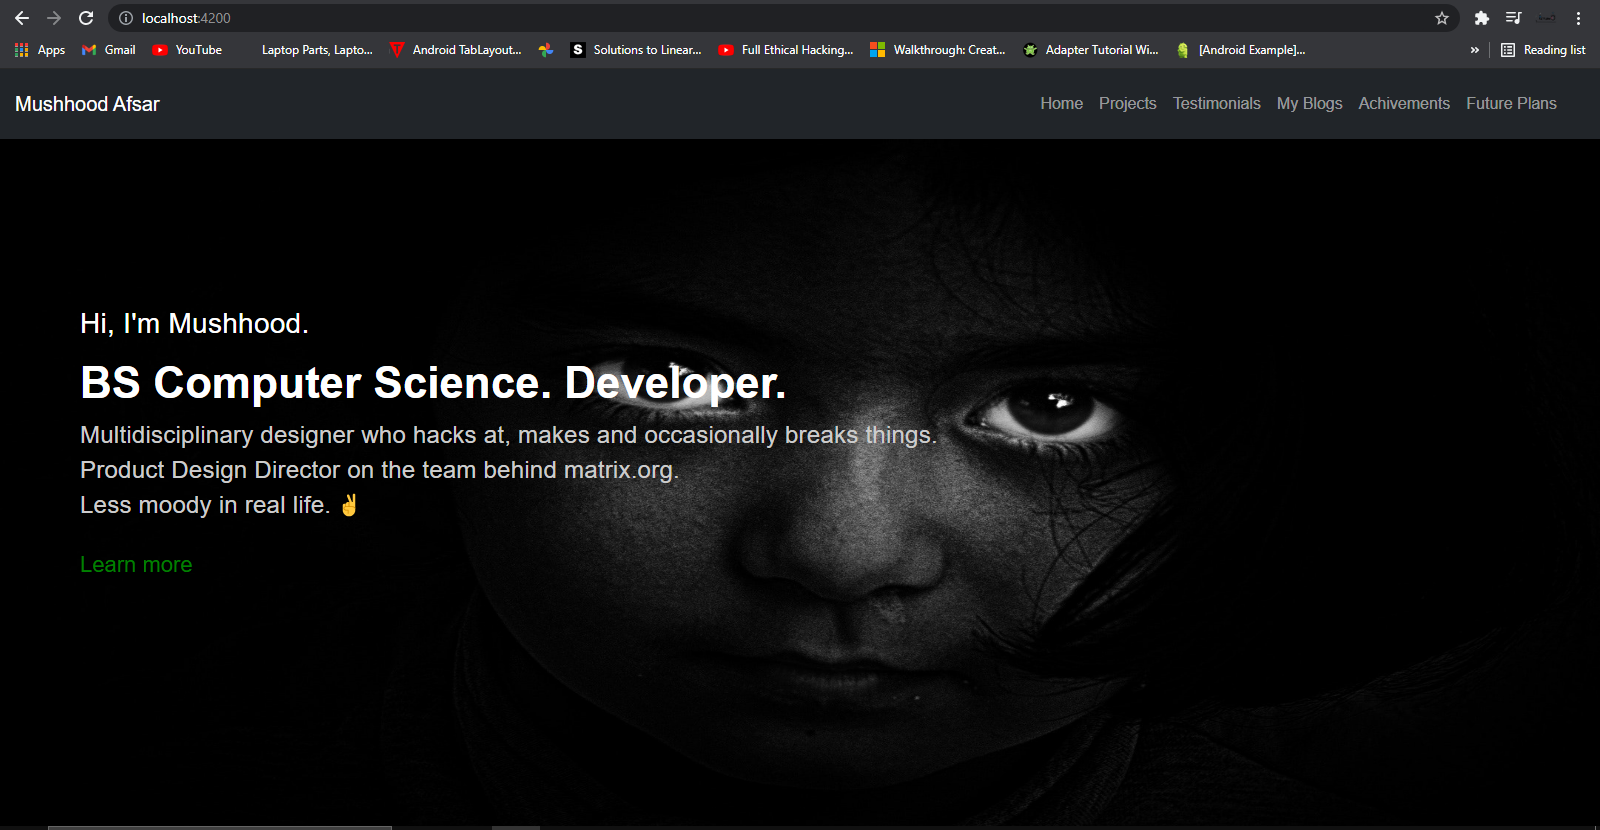 localhost:4200
Apps Gmail YouTube Laptop Parts, Lapto... Android TabLayout... S Solutions to Linear... Full Ethical Hacking... Walkthrough: Creat... Adapter Tutorial Wi... [Android Example]... » Reading list
Mushhood Afsar Home Projects Testimonials My Blogs Achivements Future Plans
Hi, I'm Mushhood.
BS Computer Science. Developer.
Multidisciplinary designer who hacks at, makes and occasionally breaks things.
Product Design Director on the team behind matrix.org.
Less moody in real life. ✌
Learn more